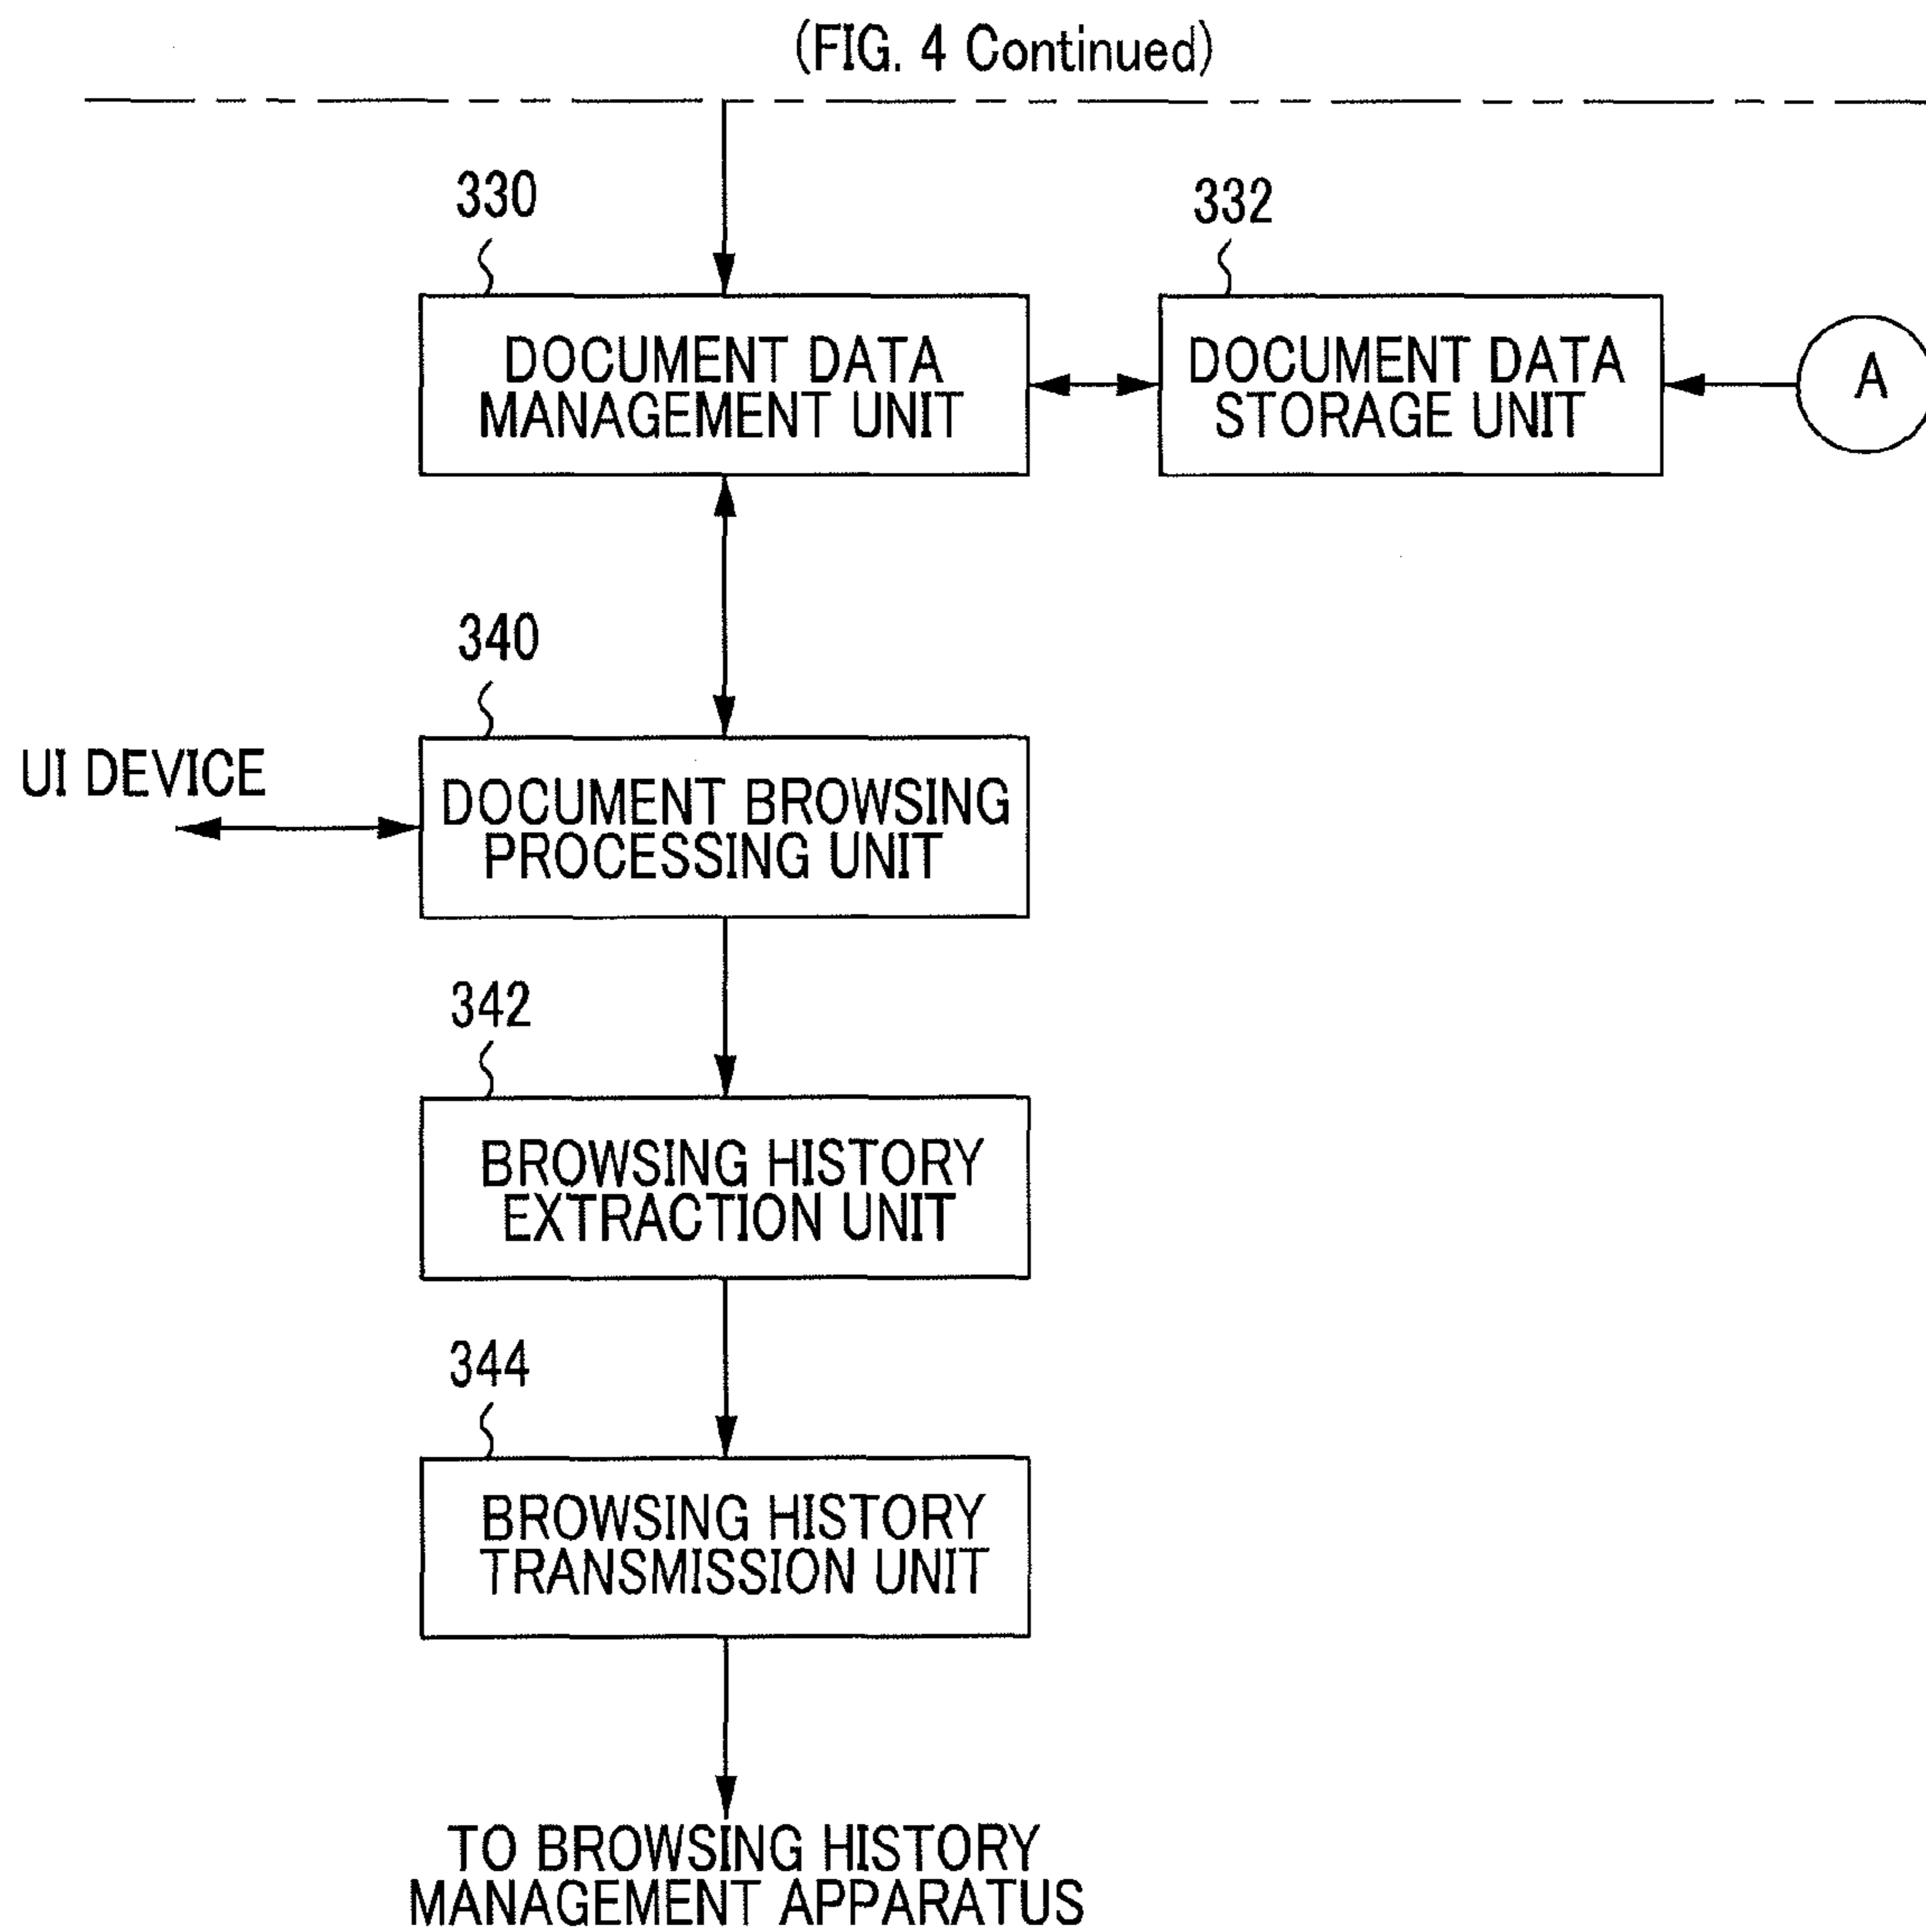 (FIG. 4 Continued)
330
332
DOCUMENT DATA
MANAGEMENT UNIT
DOCUMENT DATA
STORAGE UNIT
A
340
UI DEVICE
DOCUMENT BROWSING
PROCESSING UNIT
342
BROWSING HISTORY
EXTRACTION UNIT
344
BROWSING HISTORY
TRANSMISSION UNIT
TO BROWSING HISTORY
MANAGEMENT APPARATUS